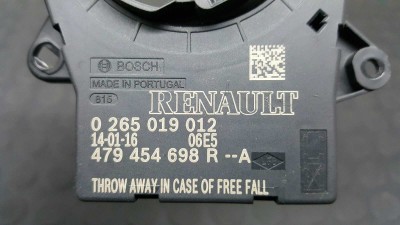 BOSCH
MADE IN PORTUGAL
815
RENAULT
0 265 019 012
14-01-16 06E5
479 454 698 R --A
THROW AWAY IN CASE OF FREE FALL